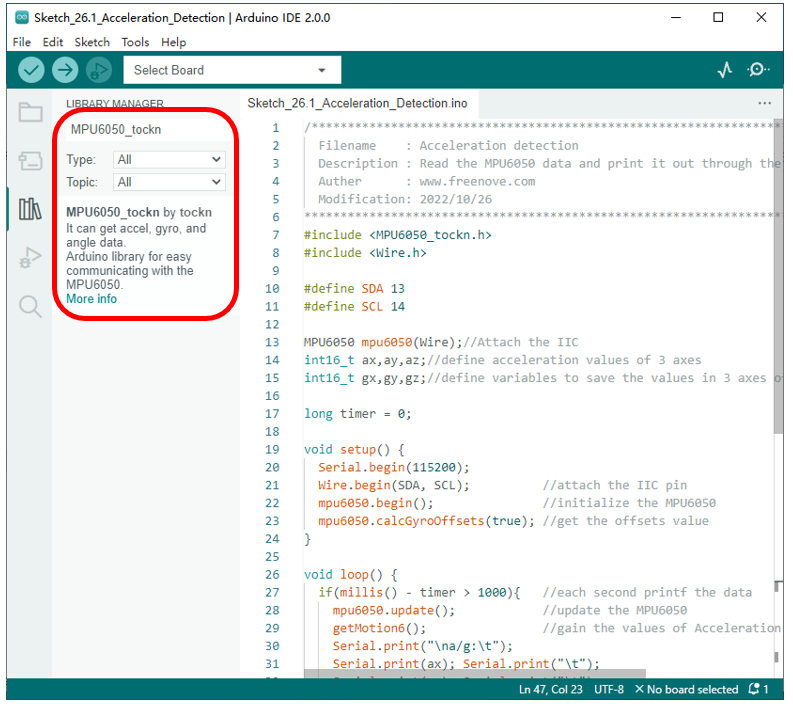 Sketch_26.1_Acceleration_Detection | Arduino IDE 2.0.0
File Edit Sketch Tools Help
Select Board
LIBRARY MANAGER
MPU6050_tockn
Type: All
Topic: All
MPU6050_tockn by tockn
It can get accel, gyro, and
angle data.
Arduino library for easy
communicating with the
MPU6050.
More info
Sketch_26.1_Acceleration_Detection.ino
1 /******************************************************************
2 Filename : Acceleration detection
3 Description : Read the MPU6050 data and print it out through the
4 Auther : www.freenove.com
5 Modification: 2022/10/26
6 ******************************************************************
7 #include <MPU6050_tockn.h>
8 #include <Wire.h>
9
10 #define SDA 13
11 #define SCL 14
12
13 MPU6050 mpu6050(Wire);//Attach the IIC
14 int16_t ax,ay,az;//define acceleration values of 3 axes
15 int16_t gx,gy,gz;//define variables to save the values in 3 axes o
16
17 long timer = 0;
18
19 void setup() {
20 Serial.begin(115200);
21 Wire.begin(SDA, SCL); //attach the IIC pin
22 mpu6050.begin(); //initialize the MPU6050
23 mpu6050.calcGyroOffsets(true); //get the offsets value
24 }
25
26 void loop() {
27 if(millis() - timer > 1000){ //each second printf the data
28 mpu6050.update(); //update the MPU6050
29 getMotion6(); //gain the values of Acceleration
30 Serial.print("\na/g:\t");
31 Serial.print(ax); Serial.print("\t");
Ln 47, Col 23 UTF-8 No board selected 1